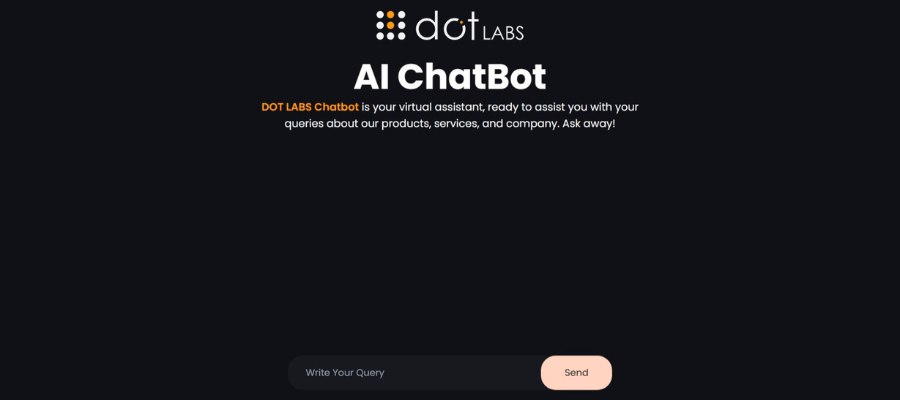 dot LABS
AI ChatBot
DOT LABS Chatbot is your virtual assistant, ready to assist you with your
queries about our products, services, and company. Ask away!
Write Your Query
Send